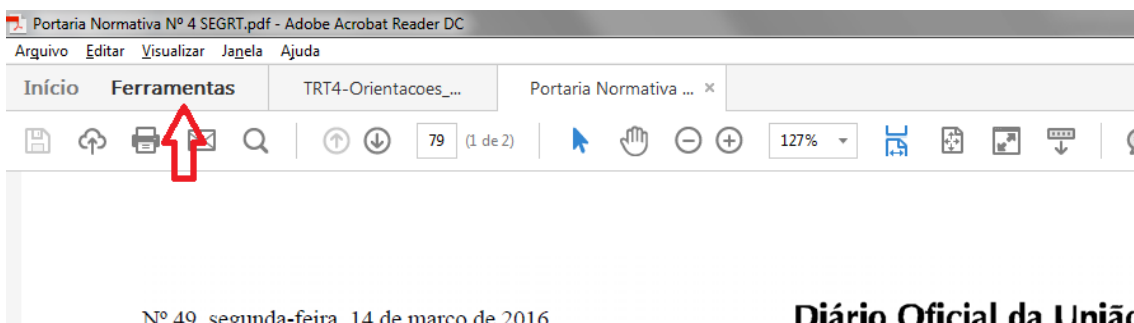 Portaria Normativa Nº 4 SEGRT.pdf - Adobe Acrobat Reader DC
Arquivo Editar Visualizar Janela Ajuda
Início Ferramentas TRT4-Orientacoes_... Portaria Normativa ... ×
79 (1 de 2) 127%
Nº 49, segunda-feira, 14 de março de 2016 Diário Oficial da União